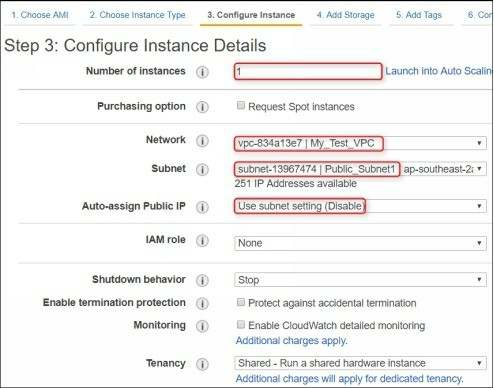 1. Choose AMI 2. Choose Instance Type 3. Configure Instance 4. Add Storage 5. Add Tags
Step 3: Configure Instance Details
Number of instances i 1 Launch into Auto Scaling
Purchasing option i Request Spot instances
Network i vpc-834a13e7 | My_Test_VPC
Subnet i subnet-13967474 | Public_Subnet1 ap-southeast-2a
251 IP Addresses available
Auto-assign Public IP i Use subnet setting (Disable)
IAM role i None
Shutdown behavior i Stop
Enable termination protection i Protect against accidental termination
Monitoring i Enable CloudWatch detailed monitoring
Additional charges apply.
Tenancy i Shared - Run a shared hardware instance
Additional charges will apply for dedicated tenancy.